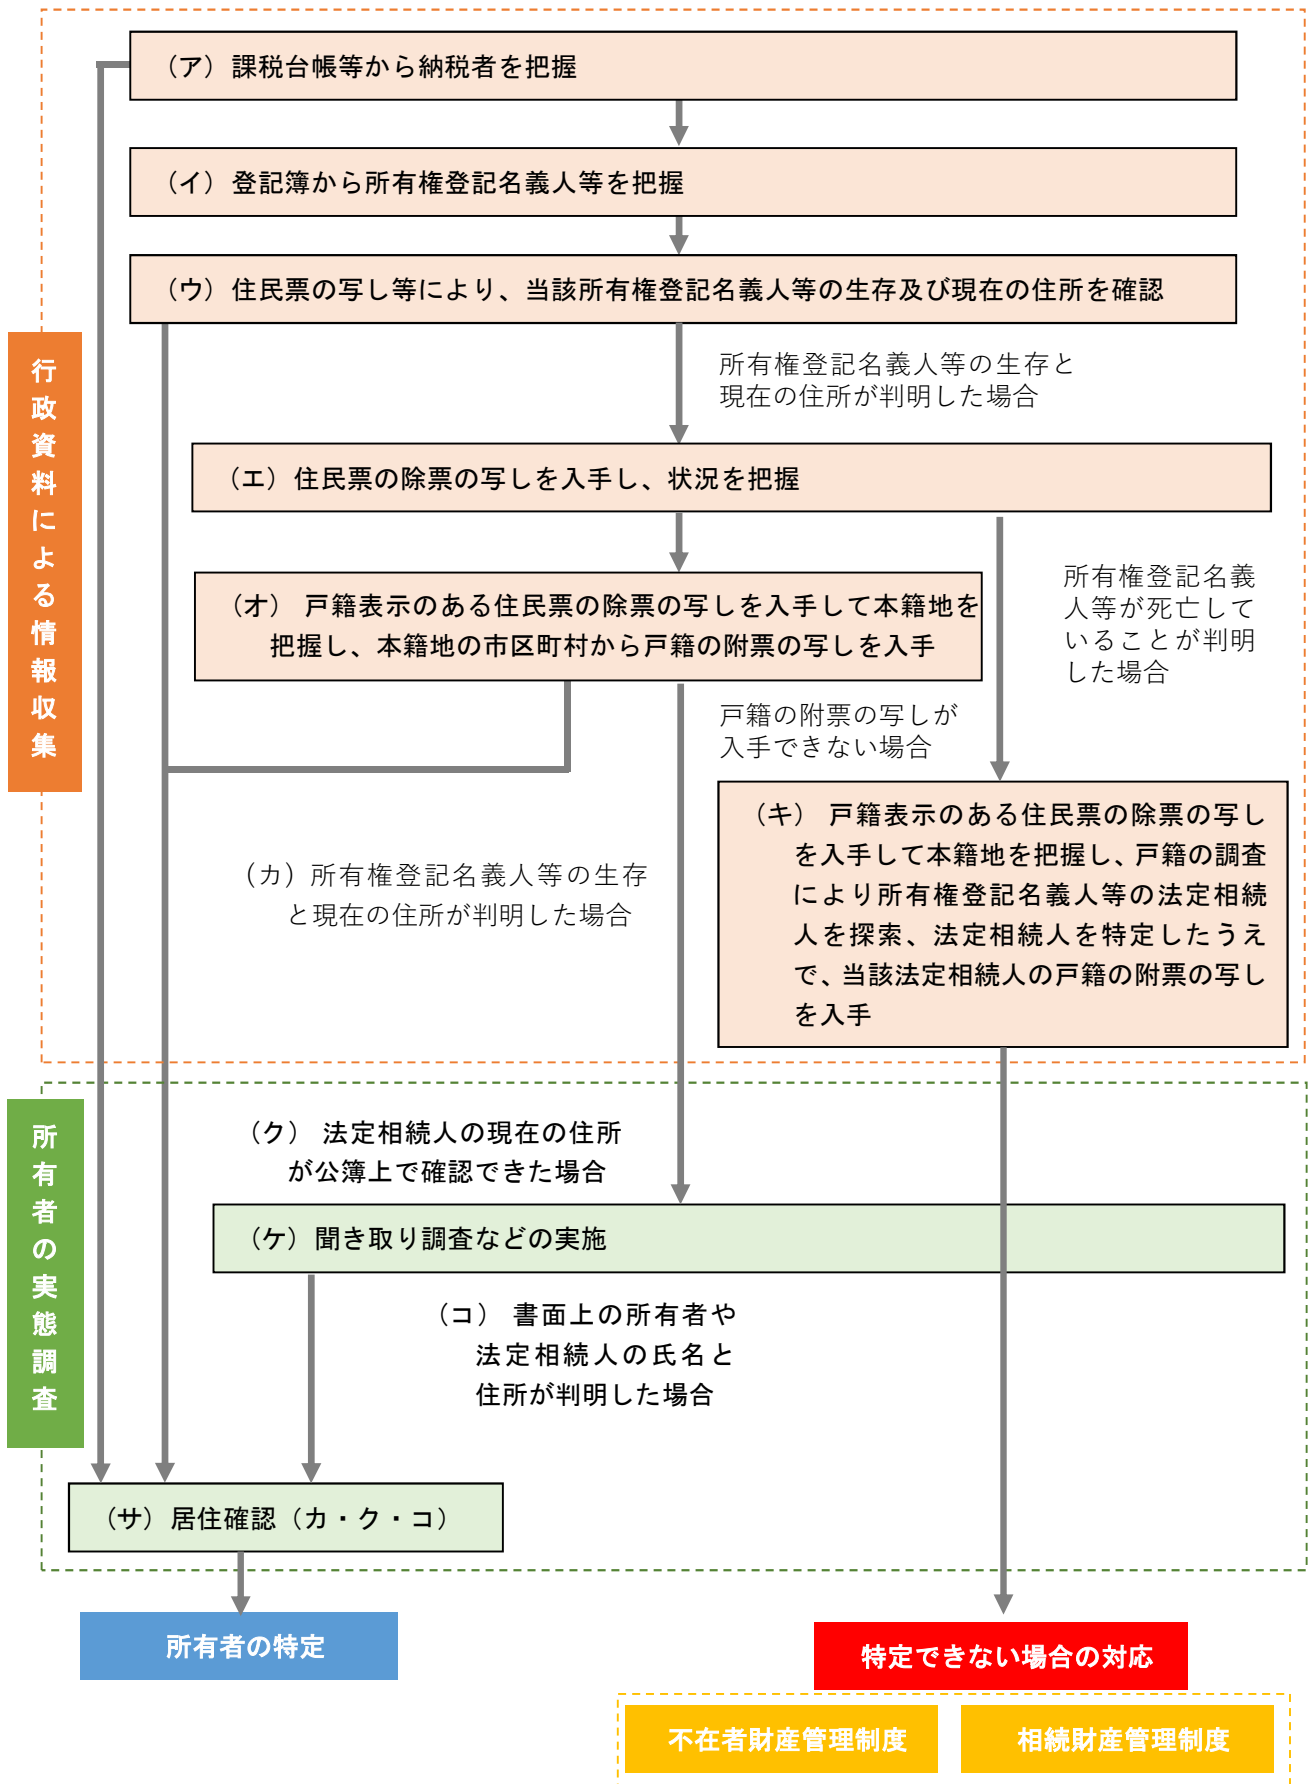 (ア) 課税台帳等から納税者を把握
(イ) 登記簿から所有権登記名義人等を把握
(ウ) 住民票の写し等により、当該所有権登記名義人等の生存及び現在の住所を確認
行政資料による情報収集
所有権登記名義人等の生存と
現在の住所が判明した場合
(エ) 住民票の除票の写しを入手し、状況を把握
(オ) 戸籍表示のある住民票の除票の写しを入手して本籍地を
把握し、本籍地の市区町村から戸籍の附票の写しを入手
所有権登記名義
人等が死亡して
いることが判明
した場合
戸籍の附票の写しが
入手できない場合
(キ) 戸籍表示のある住民票の除票の写し
を入手して本籍地を把握し、戸籍の調査
により所有権登記名義人等の法定相続
人を探索、法定相続人を特定したうえ
で、当該法定相続人の戸籍の附票の写し
を入手
(カ) 所有権登記名義人等の生存
と現在の住所が判明した場合
所有者の実態調査
(ク) 法定相続人の現在の住所
が公簿上で確認できた場合
(ケ) 聞き取り調査などの実施
(コ) 書面上の所有者や
法定相続人の氏名と
住所が判明した場合
(サ) 居住確認(カ・ク・コ)
所有者の特定
特定できない場合の対応
不在者財産管理制度
相続財産管理制度